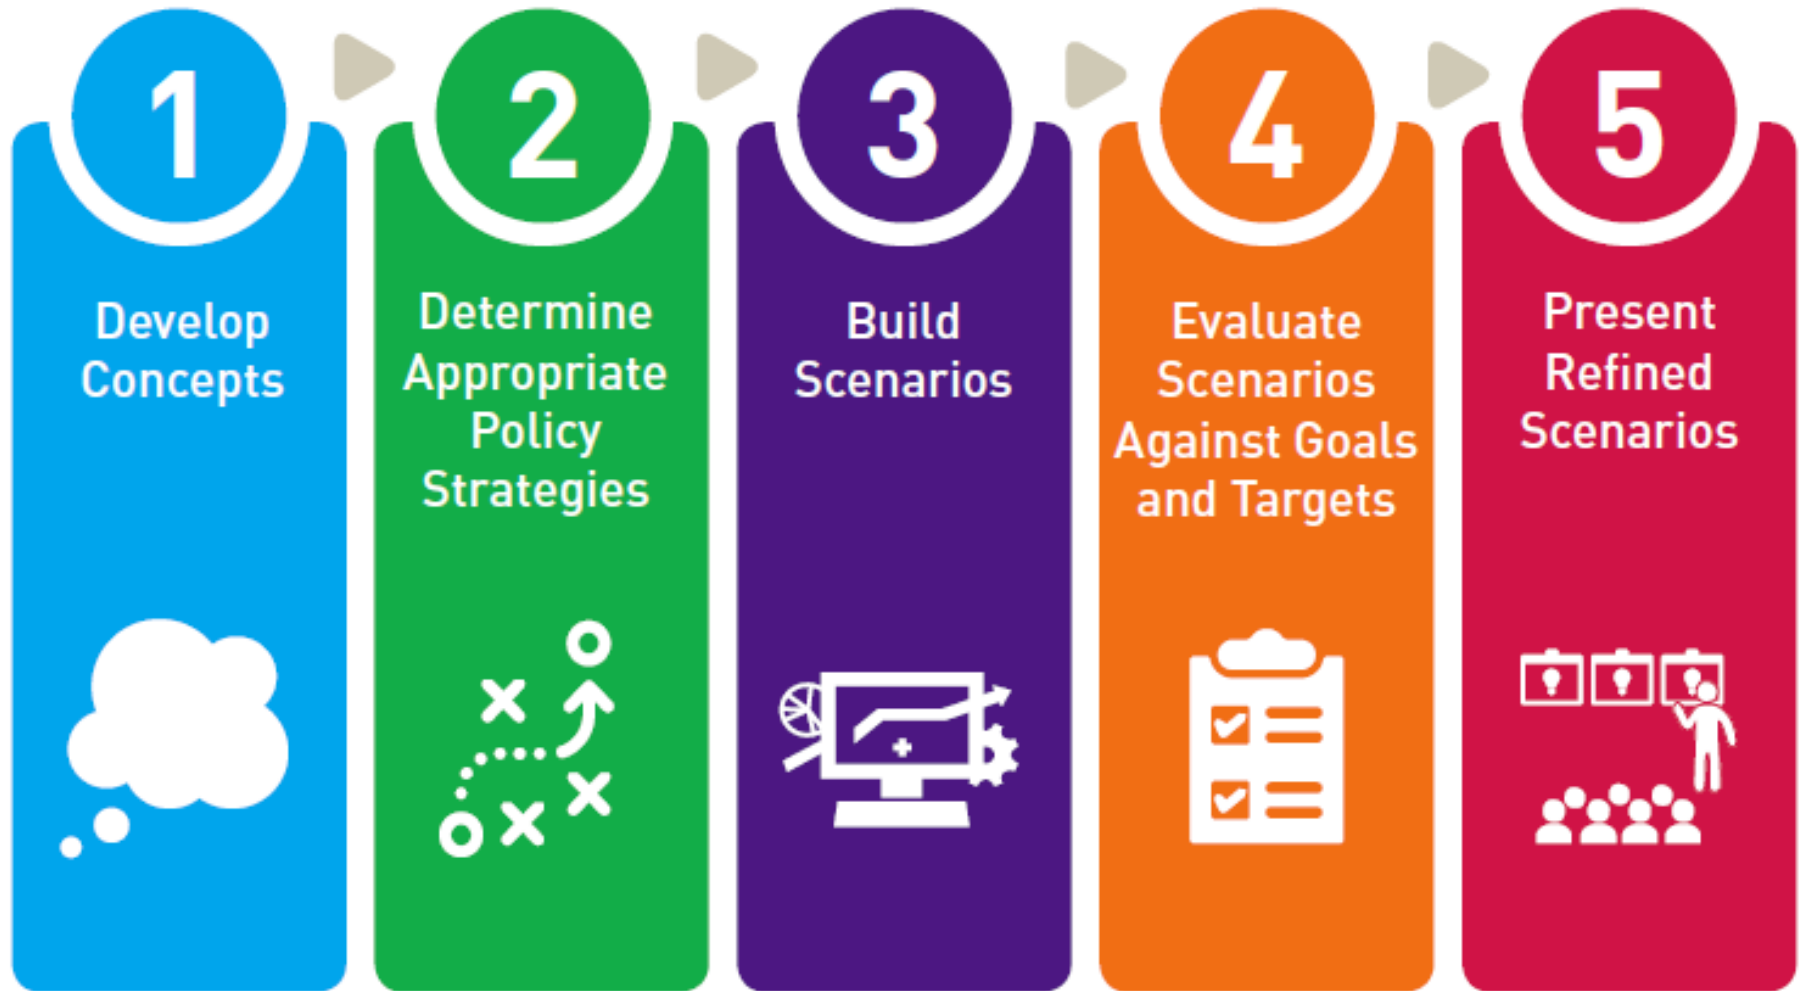 1
Develop
Concepts
2
Determine
Appropriate
Policy
Strategies
3
Build
Scenarios
4
Evaluate
Scenarios
Against Goals
and Targets
5
Present
Refined
Scenarios